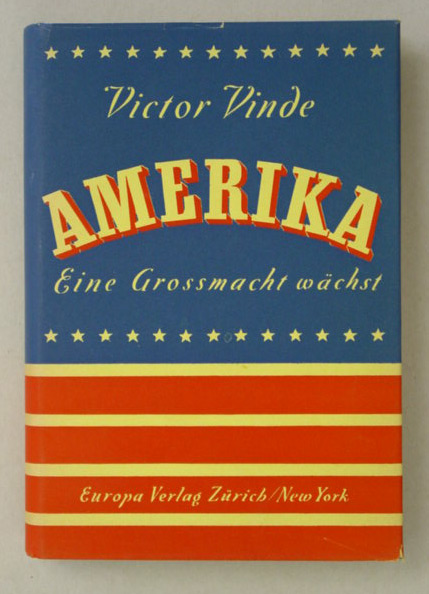 Victor Vinde
AMERIKA
Eine Grossmacht wächst
Europa Verlag Zürich/New York